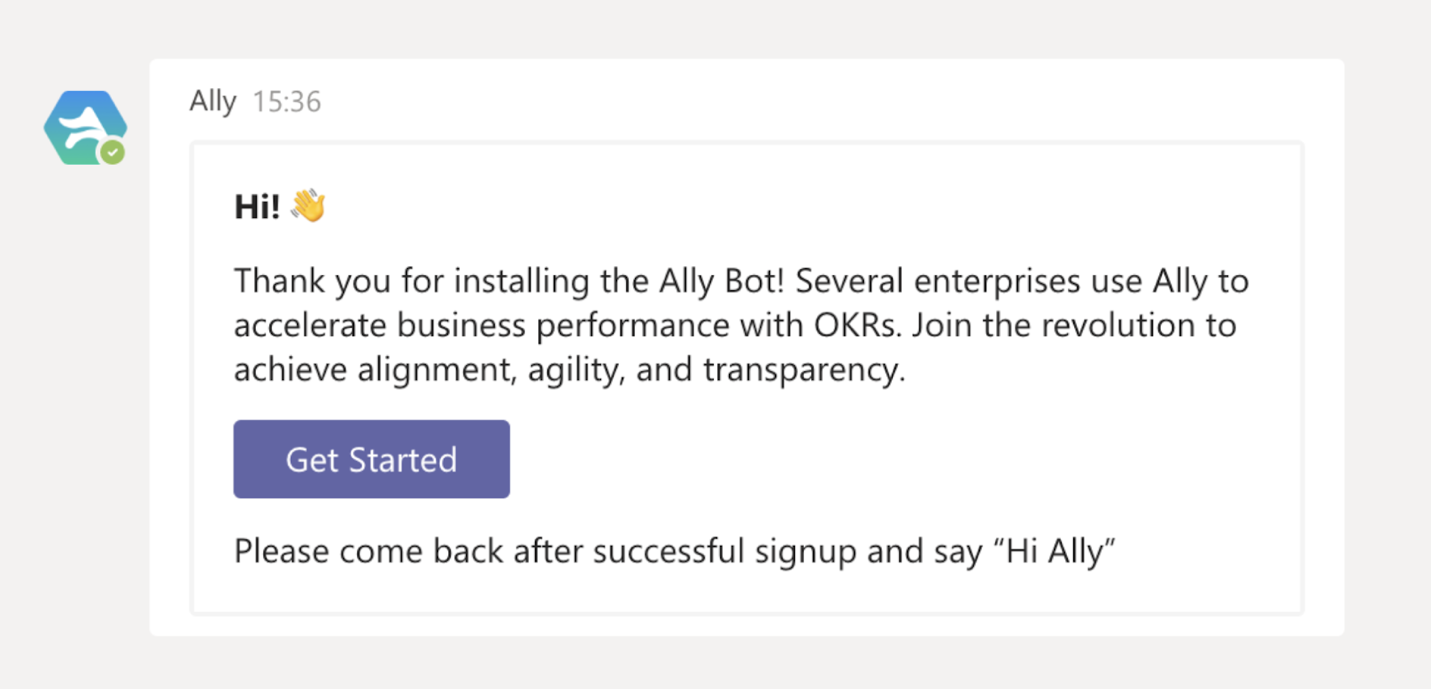 Ally 15:36
Hi! 👋
Thank you for installing the Ally Bot! Several enterprises use Ally to
accelerate business performance with OKRs. Join the revolution to
achieve alignment, agility, and transparency.
Get Started
Please come back after successful signup and say “Hi Ally”